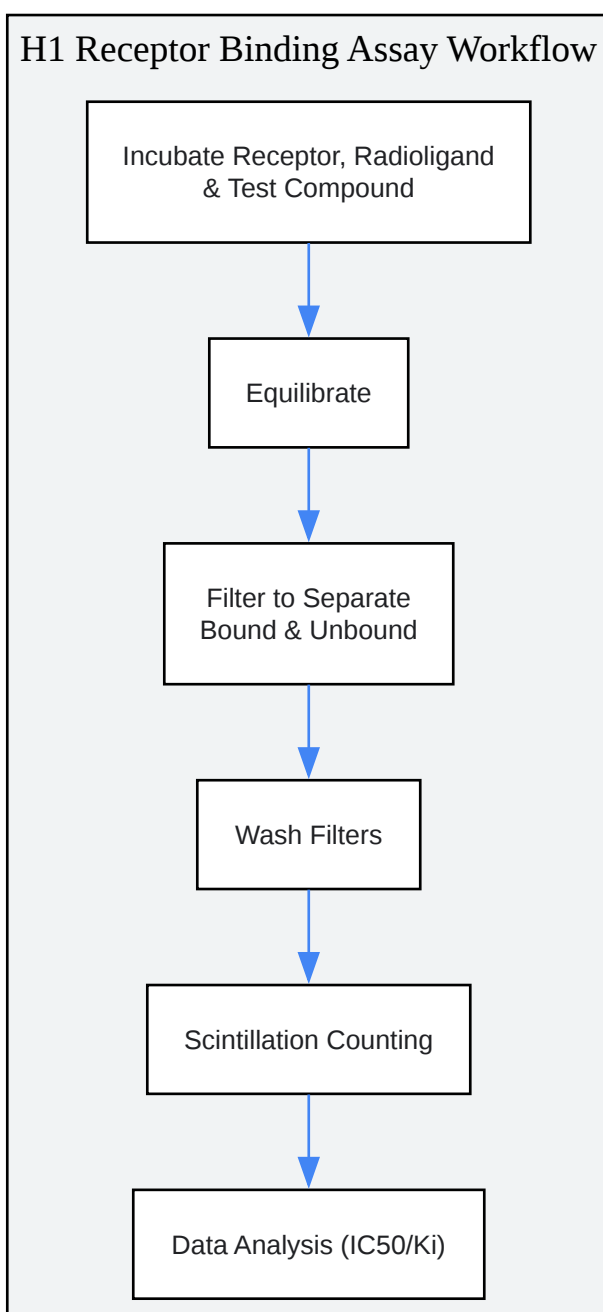 H1 Receptor Binding Assay Workflow
Incubate Receptor, Radioligand
& Test Compound
Equilibrate
Filter to Separate
Bound & Unbound
Wash Filters
Scintillation Counting
Data Analysis (IC50/Ki)